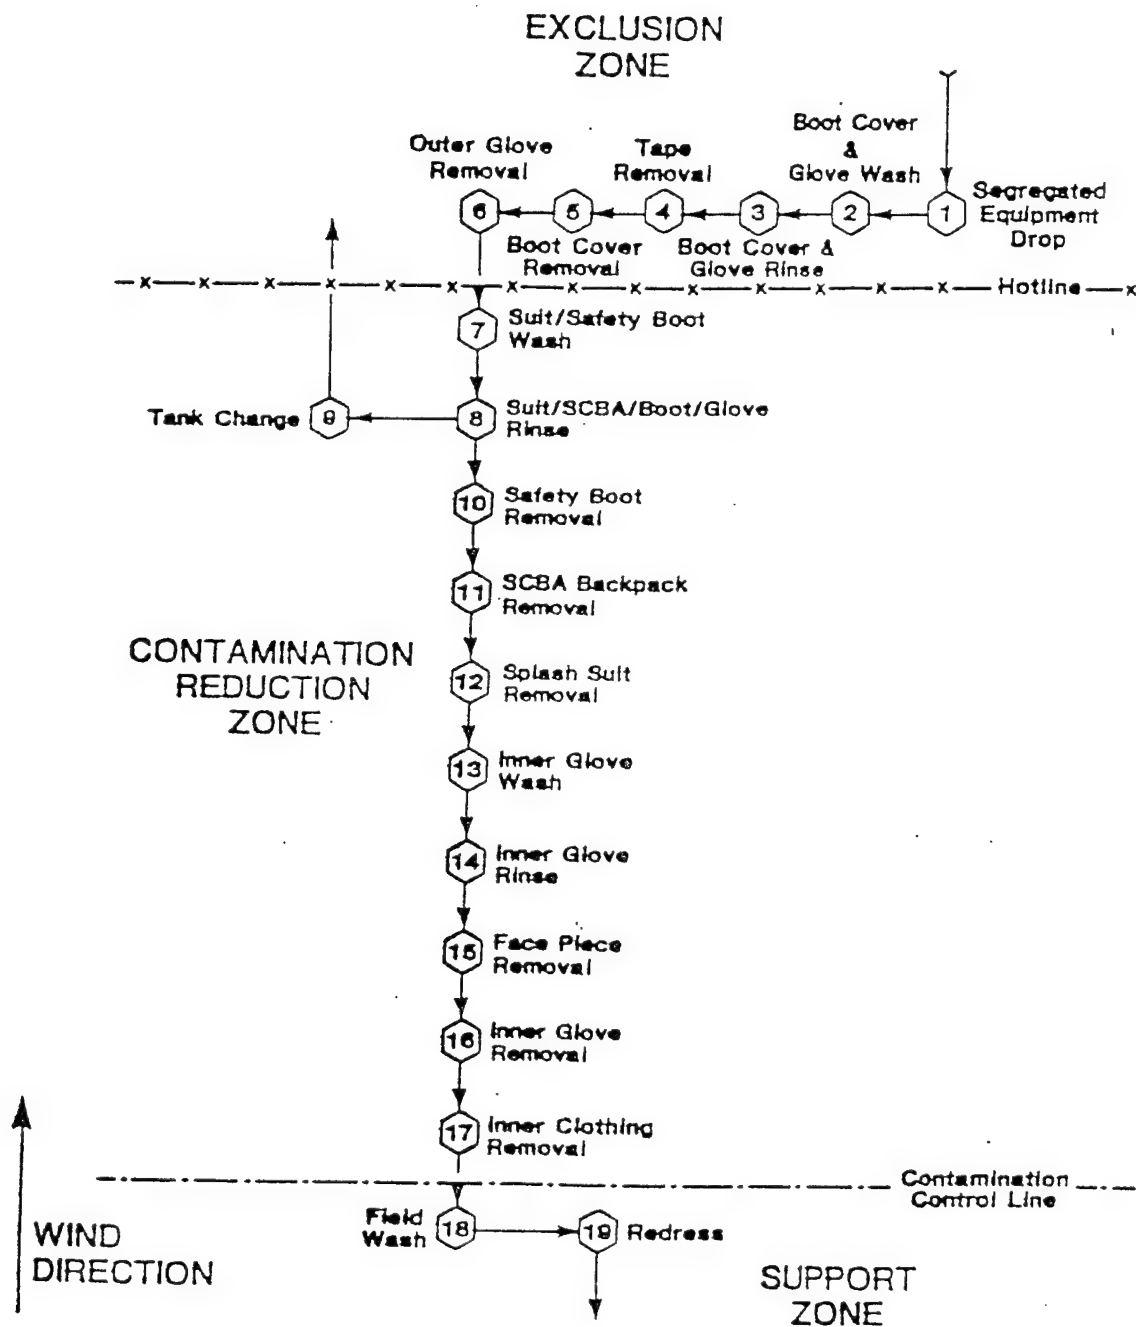 EXCLUSION
ZONE
Boot Cover
&
Glove Wash
Outer Glove
Removal
Tape
Removal
6
5
4
3
2
1
Segregated
Equipment
Drop
Boot Cover
Removal
Boot Cover &
Glove Rinse
Hotline
7
Suit/Safety Boot
Wash
Tank Change
9
8
Suit/SCBA/Boot/Glove
Rinse
10
Safety Boot
Removal
11
SCBA Backpack
Removal
CONTAMINATION
REDUCTION
ZONE
12
Splash Suit
Removal
13
Inner Glove
Wash
14
Inner Glove
Rinse
15
Face Piece
Removal
16
Inner Glove
Removal
17
Inner Clothing
Removal
Contamination
Control Line
Field
Wash
18
19
Redress
WIND
DIRECTION
SUPPORT
ZONE